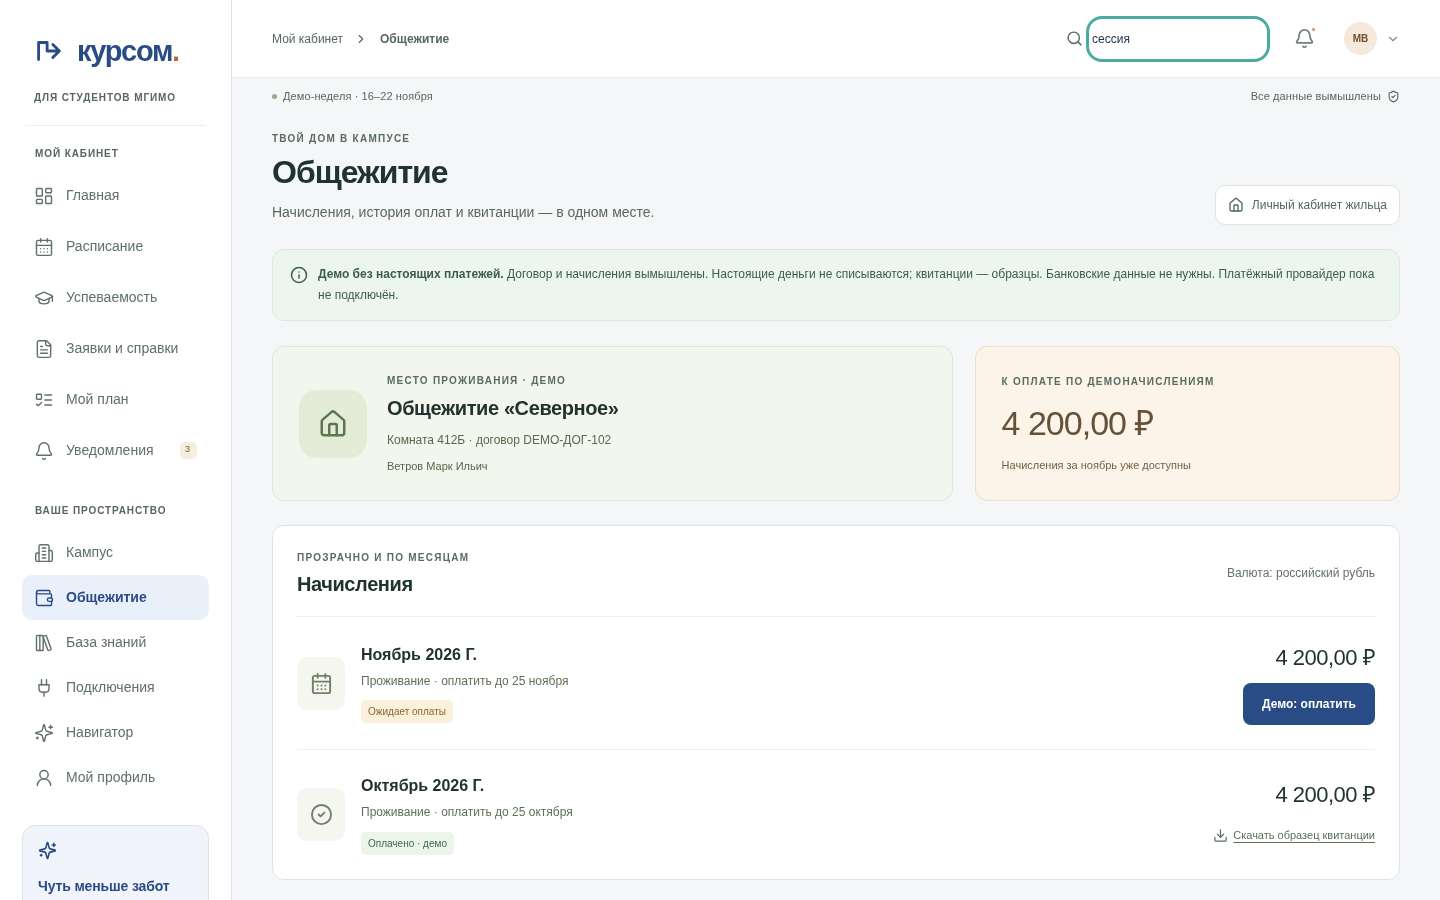 курсом.
ДЛЯ СТУДЕНТОВ МГИМО
МОЙ КАБИНЕТ
Главная
Расписание
Успеваемость
Заявки и справки
Мой план
Уведомления 3
ВАШЕ ПРОСТРАНСТВО
Кампус
Общежитие
База знаний
Подключения
Навигатор
Мой профиль
Чуть меньше забот
Мой кабинет Общежитие
сессия
МВ
Демо-неделя · 16–22 ноября
Все данные вымышлены
ТВОЙ ДОМ В КАМПУСЕ
Общежитие
Начисления, история оплат и квитанции — в одном месте.
Личный кабинет жильца
Демо без настоящих платежей. Договор и начисления вымышлены. Настоящие деньги не списываются; квитанции — образцы. Банковские данные не нужны. Платёжный провайдер пока
не подключён.
МЕСТО ПРОЖИВАНИЯ · ДЕМО
Общежитие «Северное»
Комната 412Б · договор DEMO-ДОГ-102
Ветров Марк Ильич
К ОПЛАТЕ ПО ДЕМОНАЧИСЛЕНИЯМ
4 200,00 ₽
Начисления за ноябрь уже доступны
ПРОЗРАЧНО И ПО МЕСЯЦАМ
Начисления
Валюта: российский рубль
Ноябрь 2026 Г.
Проживание · оплатить до 25 ноября
Ожидает оплаты
4 200,00 ₽
Демо: оплатить
Октябрь 2026 Г.
Проживание · оплатить до 25 октября
Оплачено · демо
4 200,00 ₽
Скачать образец квитанции